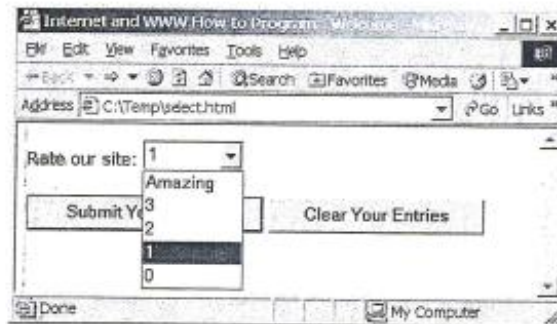 Internet and WWW How to Program - Welcome
Edit View Favorites Tools Help
Back Search Favorites Media
Address C:\Temp\select.html Go Links »
Rate our site: 1
Amazing
3
2
1
0
Submit Yo
Clear Your Entries
Done My Computer